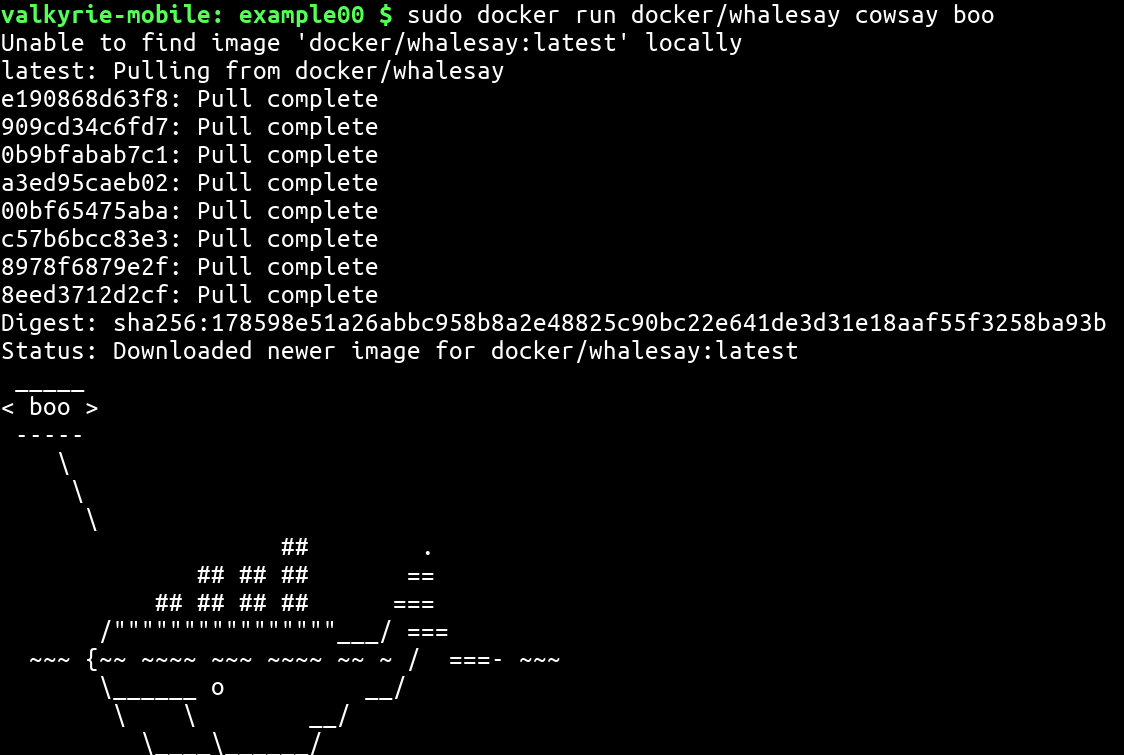 valkyrie-mobile: example00 $ sudo docker run docker/whalesay cowsay boo
Unable to find image 'docker/whalesay:latest' locally
latest: Pulling from docker/whalesay
e190868d63f8: Pull complete
909cd34c6fd7: Pull complete
0b9bfabab7c1: Pull complete
a3ed95caeb02: Pull complete
00bf65475aba: Pull complete
c57b6bcc83e3: Pull complete
8978f6879e2f: Pull complete
8eed3712d2cf: Pull complete
Digest: sha256:178598e51a26abbc958b8a2e48825c90bc22e641de3d31e18aaf55f3258ba93b
Status: Downloaded newer image for docker/whalesay:latest
 _____
< boo >
 -----
    \
     \
      \
                    ##        .
              ## ## ##       ==
           ## ## ## ##      ===
       /""""""""""""""""___/ ===
  ~~~ {~~ ~~~~ ~~~ ~~~~ ~~ ~ /  ===- ~~~
       \______ o          __/
        \    \        __/
          \____\______/